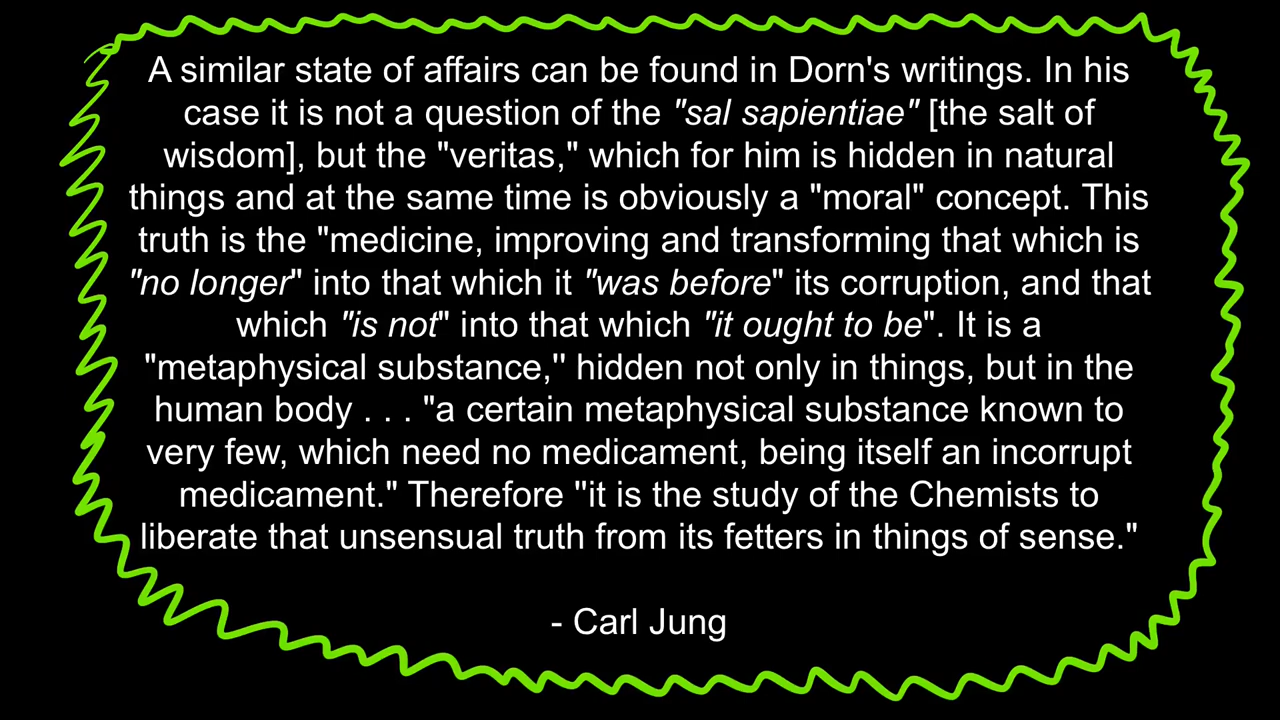 A similar state of affairs can be found in Dorn's writings. In his
case it is not a question of the "sal sapientiae" [the salt of
wisdom], but the "veritas," which for him is hidden in natural
things and at the same time is obviously a "moral" concept. This
truth is the "medicine, improving and transforming that which is
"no longer" into that which it "was before" its corruption, and that
which "is not" into that which "it ought to be". It is a
"metaphysical substance," hidden not only in things, but in the
human body . . . "a certain metaphysical substance known to
very few, which need no medicament, being itself an incorrupt
medicament." Therefore "it is the study of the Chemists to
liberate that unsensual truth from its fetters in things of sense."
- Carl Jung